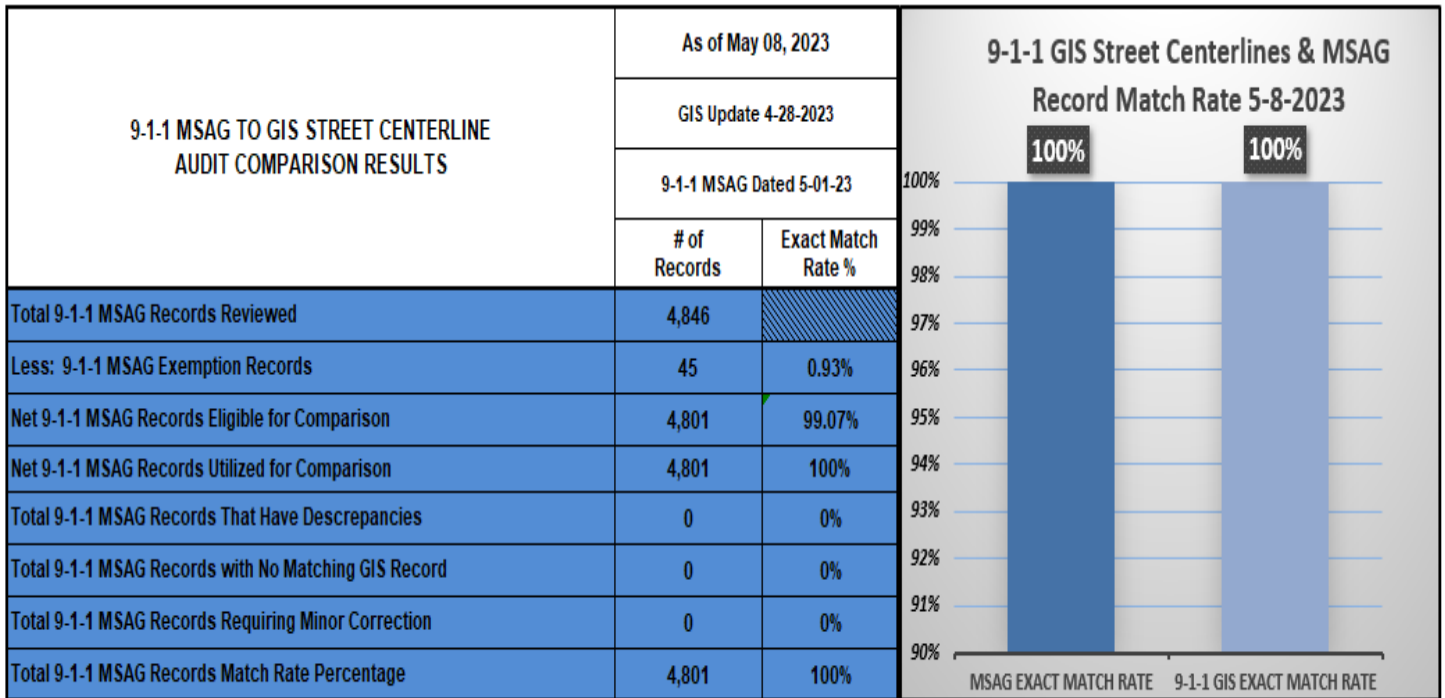 9-1-1 MSAG TO GIS STREET CENTERLINE
AUDIT COMPARISON RESULTS
As of May 08, 2023
GIS Update 4-28-2023
9-1-1 MSAG Dated 5-01-23
# of
Records
Exact Match
Rate %
Total 9-1-1 MSAG Records Reviewed 4,846
Less: 9-1-1 MSAG Exemption Records 45 0.93%
Net 9-1-1 MSAG Records Eligible for Comparison 4,801 99.07%
Net 9-1-1 MSAG Records Utilized for Comparison 4,801 100%
Total 9-1-1 MSAG Records That Have Descrepancies 0 0%
Total 9-1-1 MSAG Records with No Matching GIS Record 0 0%
Total 9-1-1 MSAG Records Requiring Minor Correction 0 0%
Total 9-1-1 MSAG Records Match Rate Percentage 4,801 100%
9-1-1 GIS Street Centerlines & MSAG
Record Match Rate 5-8-2023
100% 100%
100%
99%
98%
97%
96%
95%
94%
93%
92%
91%
90%
MSAG EXACT MATCH RATE 9-1-1 GIS EXACT MATCH RATE